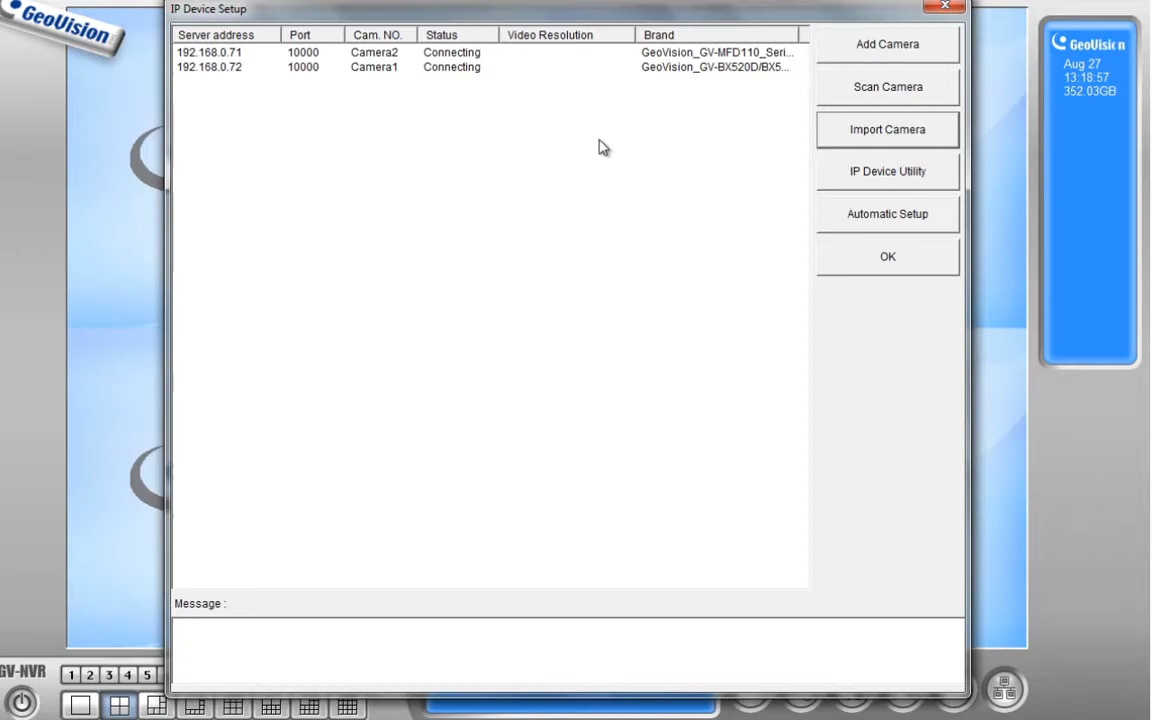 GeoVision
IP Device Setup
Server address Port Cam. NO. Status Video Resolution Brand
192.168.0.71 10000 Camera2 Connecting GeoVision_GV-MFD110_Seri...
192.168.0.72 10000 Camera1 Connecting GeoVision_GV-BX520D/BX5...
Add Camera
Scan Camera
Import Camera
IP Device Utility
Automatic Setup
OK
Message :
GeoVision
Aug 27
13:18:57
352.03GB
GV-NVR
1 2 3 4 5